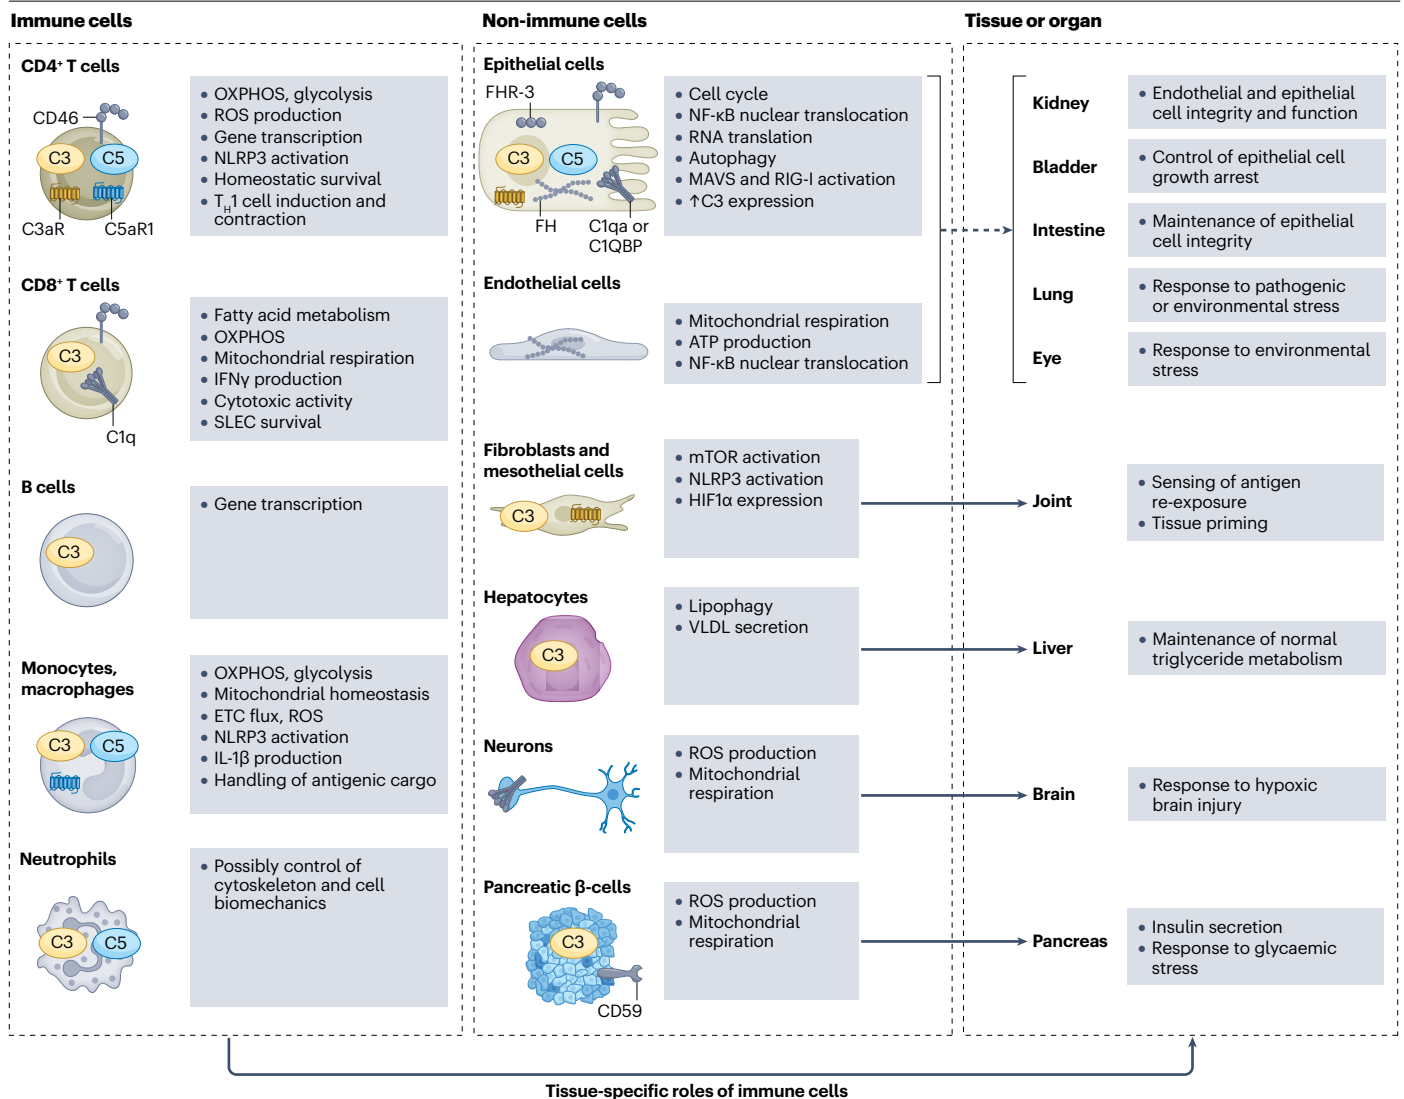 Immune cells
CD4⁺ T cells
CD46
C3
C5
C3aR
C5aR1
• OXPHOS, glycolysis
• ROS production
• Gene transcription
• NLRP3 activation
• Homeostatic survival
• T_H1 cell induction and
contraction
CD8⁺ T cells
C3
C1q
• Fatty acid metabolism
• OXPHOS
• Mitochondrial respiration
• IFNγ production
• Cytotoxic activity
• SLEC survival
B cells
C3
• Gene transcription
Monocytes,
macrophages
C3
C5
• OXPHOS, glycolysis
• Mitochondrial homeostasis
• ETC flux, ROS
• NLRP3 activation
• IL-1β production
• Handling of antigenic cargo
Neutrophils
C3
C5
• Possibly control of
cytoskeleton and cell
biomechanics
Non-immune cells
Epithelial cells
FHR-3
C3
C5
FH
C1qa or
C1QBP
• Cell cycle
• NF-κB nuclear translocation
• RNA translation
• Autophagy
• MAVS and RIG-I activation
• ↑C3 expression
Endothelial cells
• Mitochondrial respiration
• ATP production
• NF-κB nuclear translocation
Fibroblasts and
mesothelial cells
C3
• mTOR activation
• NLRP3 activation
• HIF1α expression
Hepatocytes
C3
• Lipophagy
• VLDL secretion
Neurons
• ROS production
• Mitochondrial
respiration
Pancreatic β-cells
C3
CD59
• ROS production
• Mitochondrial
respiration
Tissue or organ
Kidney
• Endothelial and epithelial
cell integrity and function
Bladder
• Control of epithelial cell
growth arrest
Intestine
• Maintenance of epithelial
cell integrity
Lung
• Response to pathogenic
or environmental stress
Eye
• Response to environmental
stress
Joint
• Sensing of antigen
re-exposure
• Tissue priming
Liver
• Maintenance of normal
triglyceride metabolism
Brain
• Response to hypoxic
brain injury
Pancreas
• Insulin secretion
• Response to glycaemic
stress
Tissue-specific roles of immune cells